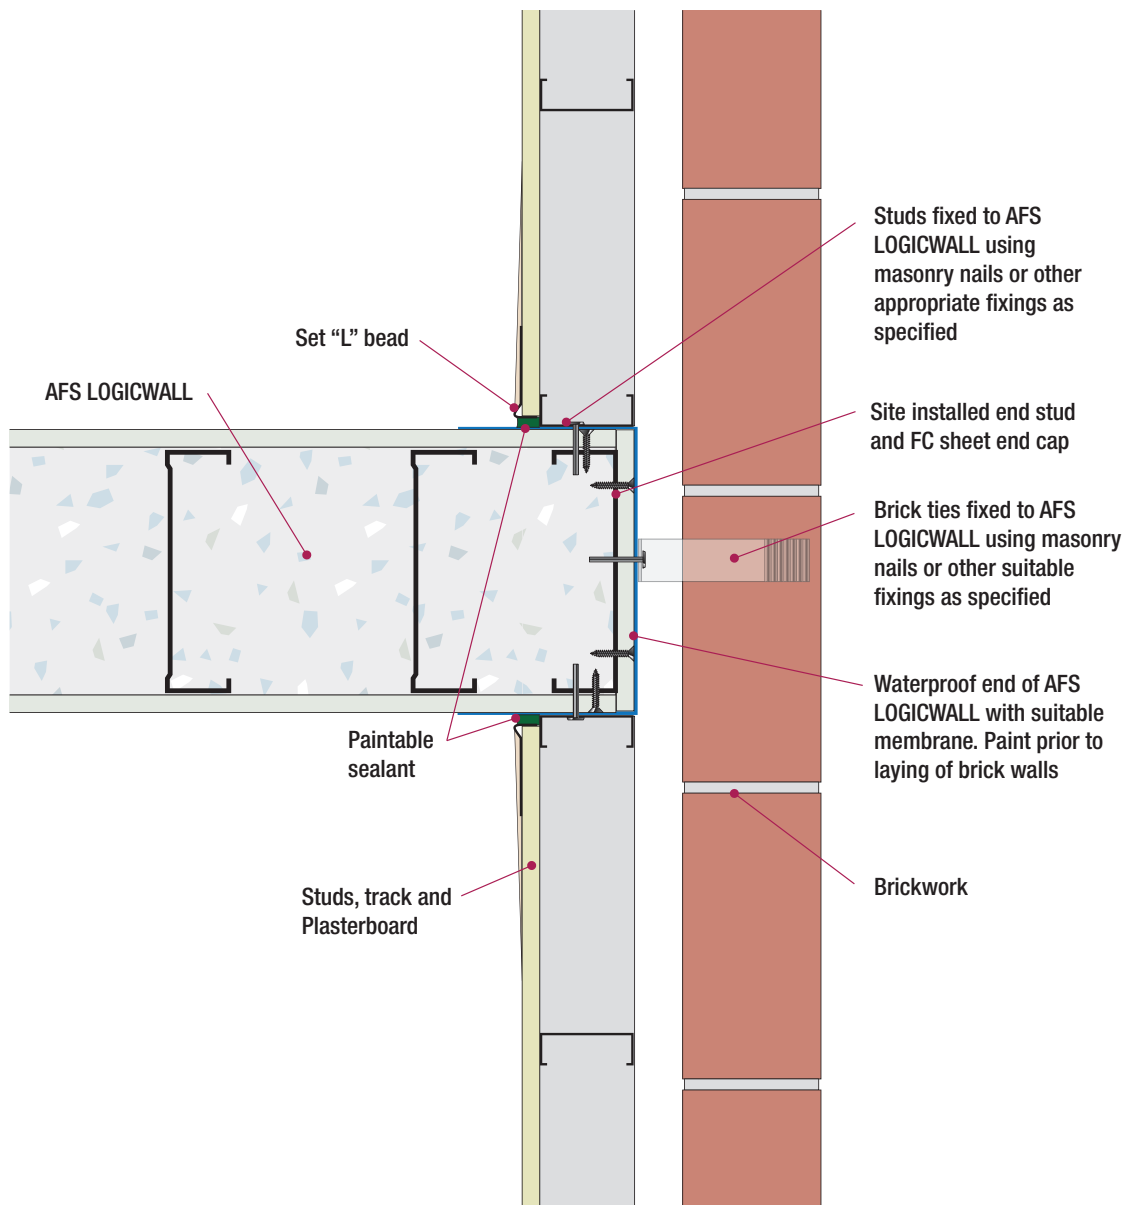 Studs fixed to AFS
LOGICWALL using
masonry nails or other
appropriate fixings as
specified
Set “L” bead
AFS LOGICWALL
Site installed end stud
and FC sheet end cap
Brick ties fixed to AFS
LOGICWALL using masonry
nails or other suitable
fixings as specified
Waterproof end of AFS
LOGICWALL with suitable
membrane. Paint prior to
laying of brick walls
Paintable
sealant
Brickwork
Studs, track and
Plasterboard